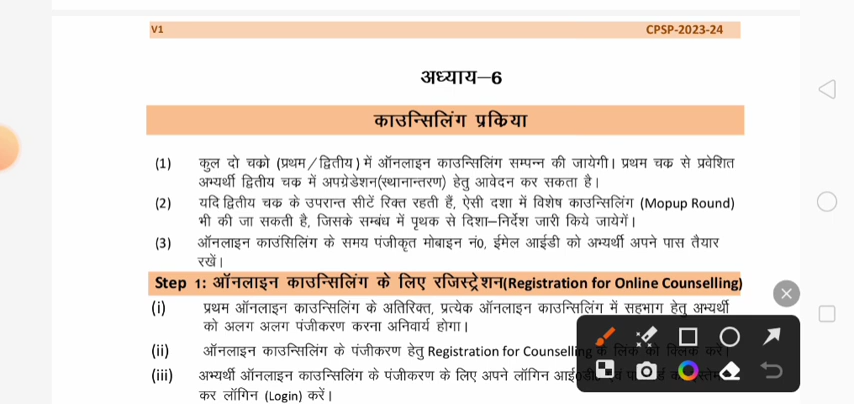 V1 CPSP-2023-24
अध्याय–6
काउन्सिलिंग प्रकिया
(1) कुल दो चको (प्रथम/द्वितीय) में ऑनलाइन काउन्सिलिंग सम्पन्न की जायेगी। प्रथम चक से प्रवेशित
अभ्यर्थी द्वितीय चक में अपग्रेडेशन(स्थानान्तरण) हेतु आवेदन कर सकता है।
(2) यदि द्वितीय चक के उपरान्त सीटें रिक्त रहती हैं, ऐसी दशा में विशेष काउन्सिलिंग (Mopup Round)
भी की जा सकती है, जिसके सम्बंध में पृथक से दिशा–निर्देश जारी किये जायेगें।
(3) ऑनलाइन काउंसिलिंग के समय पंजीकृत मोबाइन नं0, ईमेल आईडी को अभ्यर्थी अपने पास तैयार
रखें।
Step 1: ऑनलाइन काउन्सिलिंग के लिए रजिस्ट्रेशन(Registration for Online Counselling)
(i) प्रथम ऑनलाइन काउन्सिलिंग के अतिरिक्त, प्रत्येक ऑनलाइन काउन्सिलिंग में सहभाग हेतु अभ्यर्थी
को अलग अलग पंजीकरण करना अनिवार्य होगा।
(ii) ऑनलाइन काउन्सिलिंग के पंजीकरण हेतु Registration for Counselling के लिंक को क्लिक करें।
(iii) अभ्यर्थी ऑनलाइन काउन्सिलिंग के पंजीकरण के लिए अपने लॉगिन आई0डी0 एवं
कर लॉगिन (Login) करें।